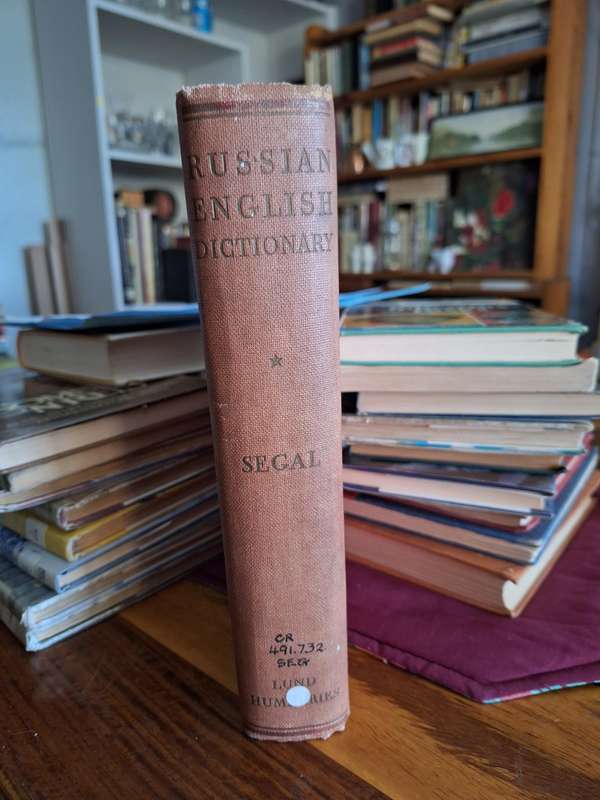 RUSSIAN
ENGLISH
DICTIONARY
SEGAL
CR
491.732
SEG
LUND
HUMPHRIES